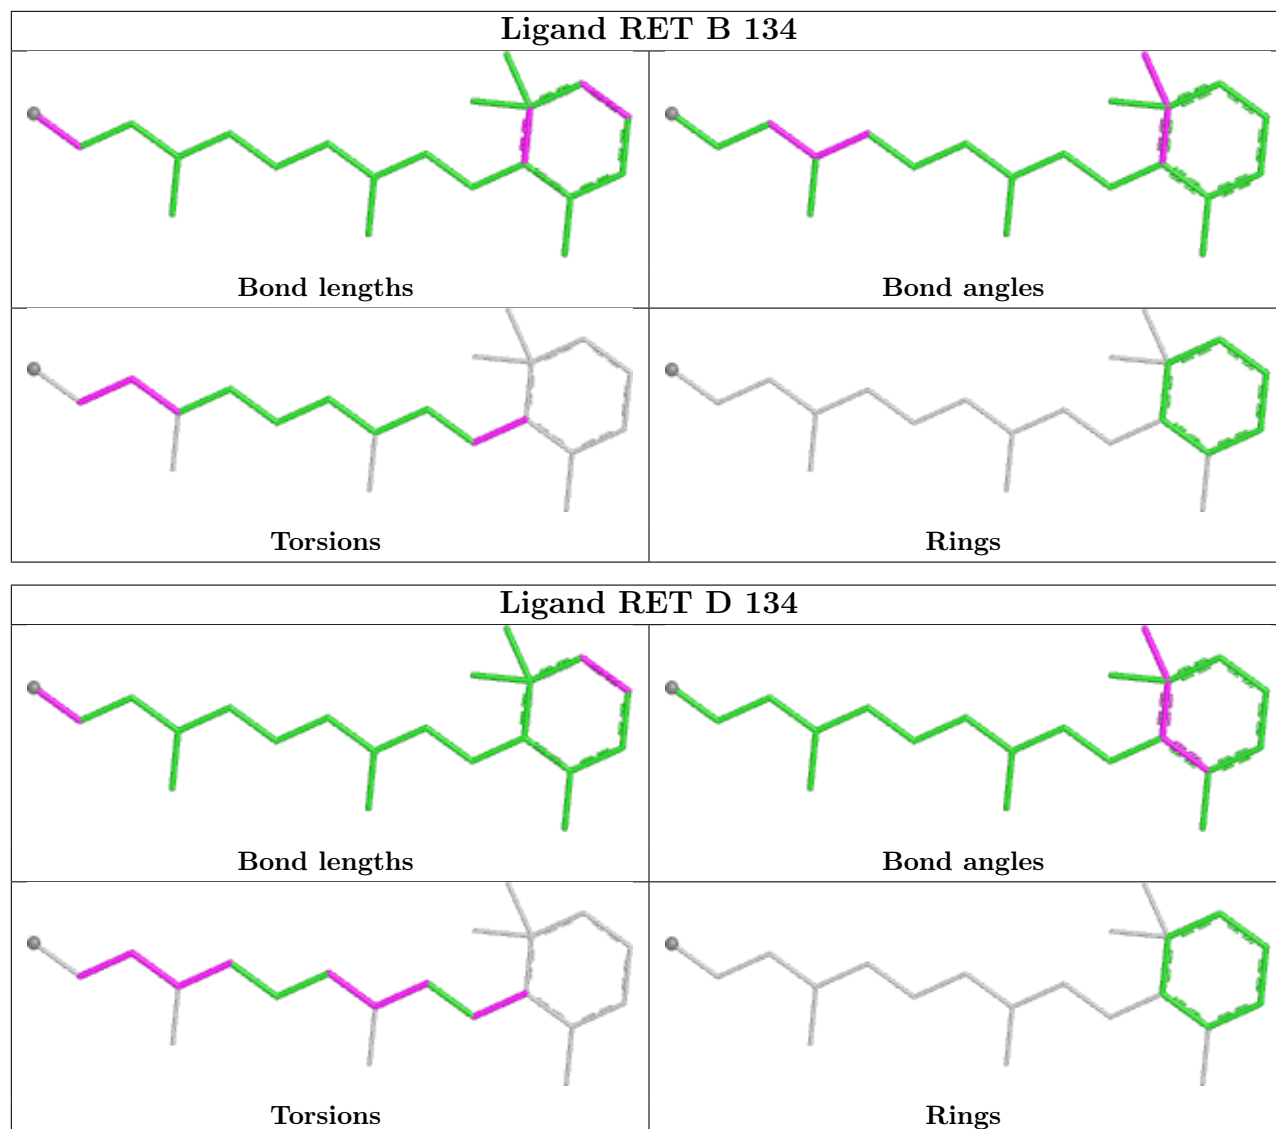 Ligand RET B 134
Bond lengths
Bond angles
Torsions
Rings
Ligand RET D 134
Bond lengths
Bond angles
Torsions
Rings